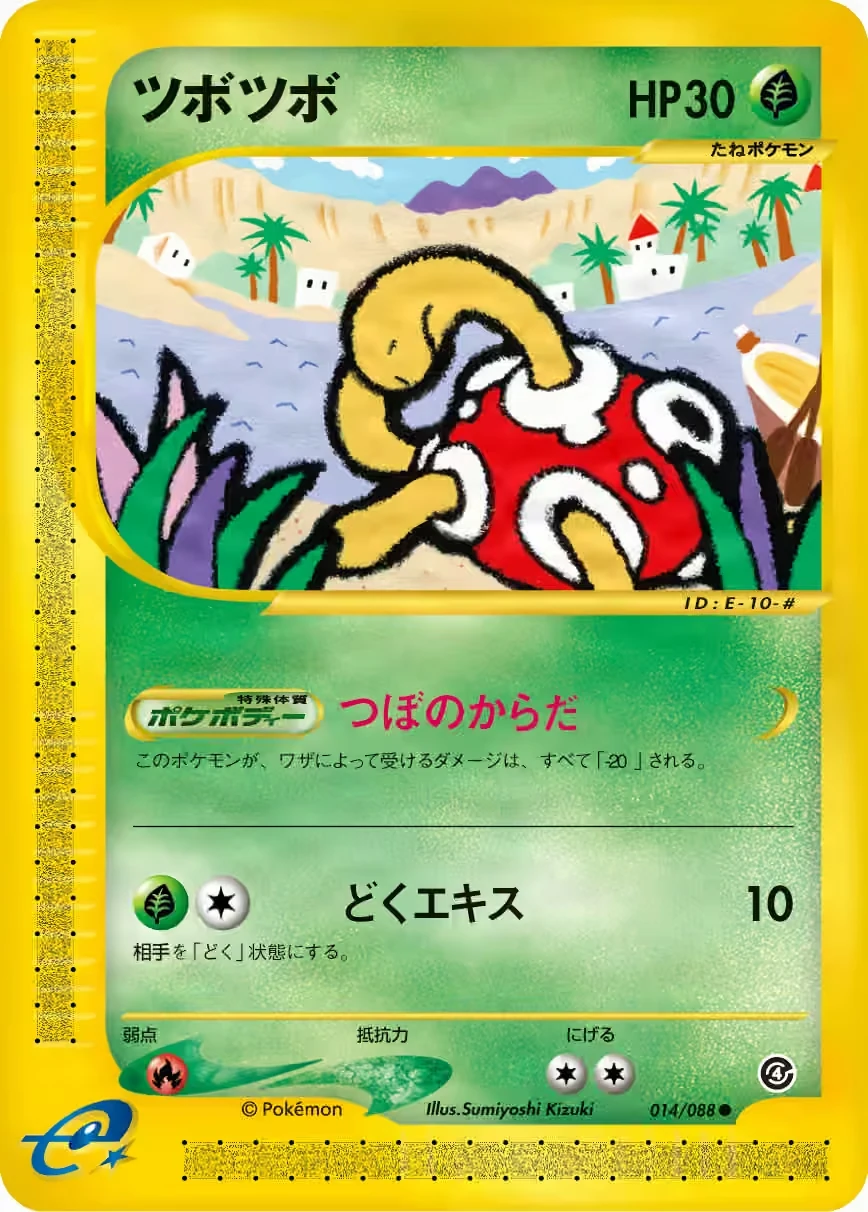 ツボツボ HP30
たねポケモン
ID:E-10-#
特殊体質
ポケボディー つぼのからだ
このポケモンが、ワザによって受けるダメージは、すべて「-20」される。
どくエキス 10
相手を「どく」状態にする。
弱点 抵抗力 にげる
4
© Pokémon Illus.Sumiyoshi Kizuki 014/088●
e